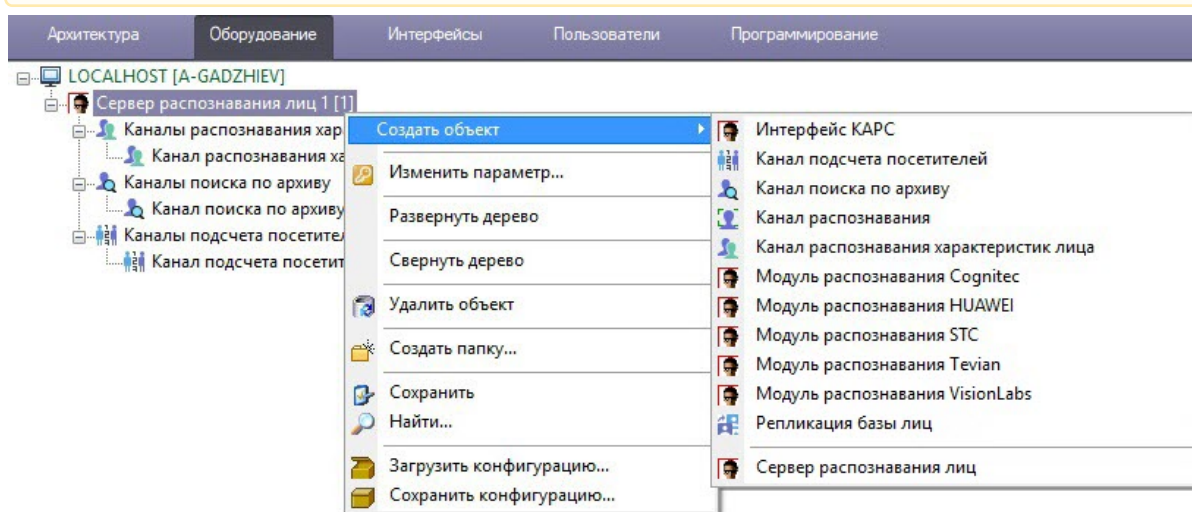 Архитектура Оборудование Интерфейсы Пользователи Программирование
LOCALHOST [A-GADZHIEV]
Сервер распознавания лиц 1 [1]
Каналы распознавания хар
Канал распознавания ха
Каналы поиска по архиву
Канал поиска по архиву
Каналы подсчета посетите
Канал подсчета посетит
Создать объект
Изменить параметр...
Развернуть дерево
Свернуть дерево
Удалить объект
Создать папку...
Сохранить
Найти...
Загрузить конфигурацию...
Сохранить конфигурацию...
Интерфейс КАРС
Канал подсчета посетителей
Канал поиска по архиву
Канал распознавания
Канал распознавания характеристик лица
Модуль распознавания Cognitec
Модуль распознавания HUAWEI
Модуль распознавания STC
Модуль распознавания Tevian
Модуль распознавания VisionLabs
Репликация базы лиц
Сервер распознавания лиц